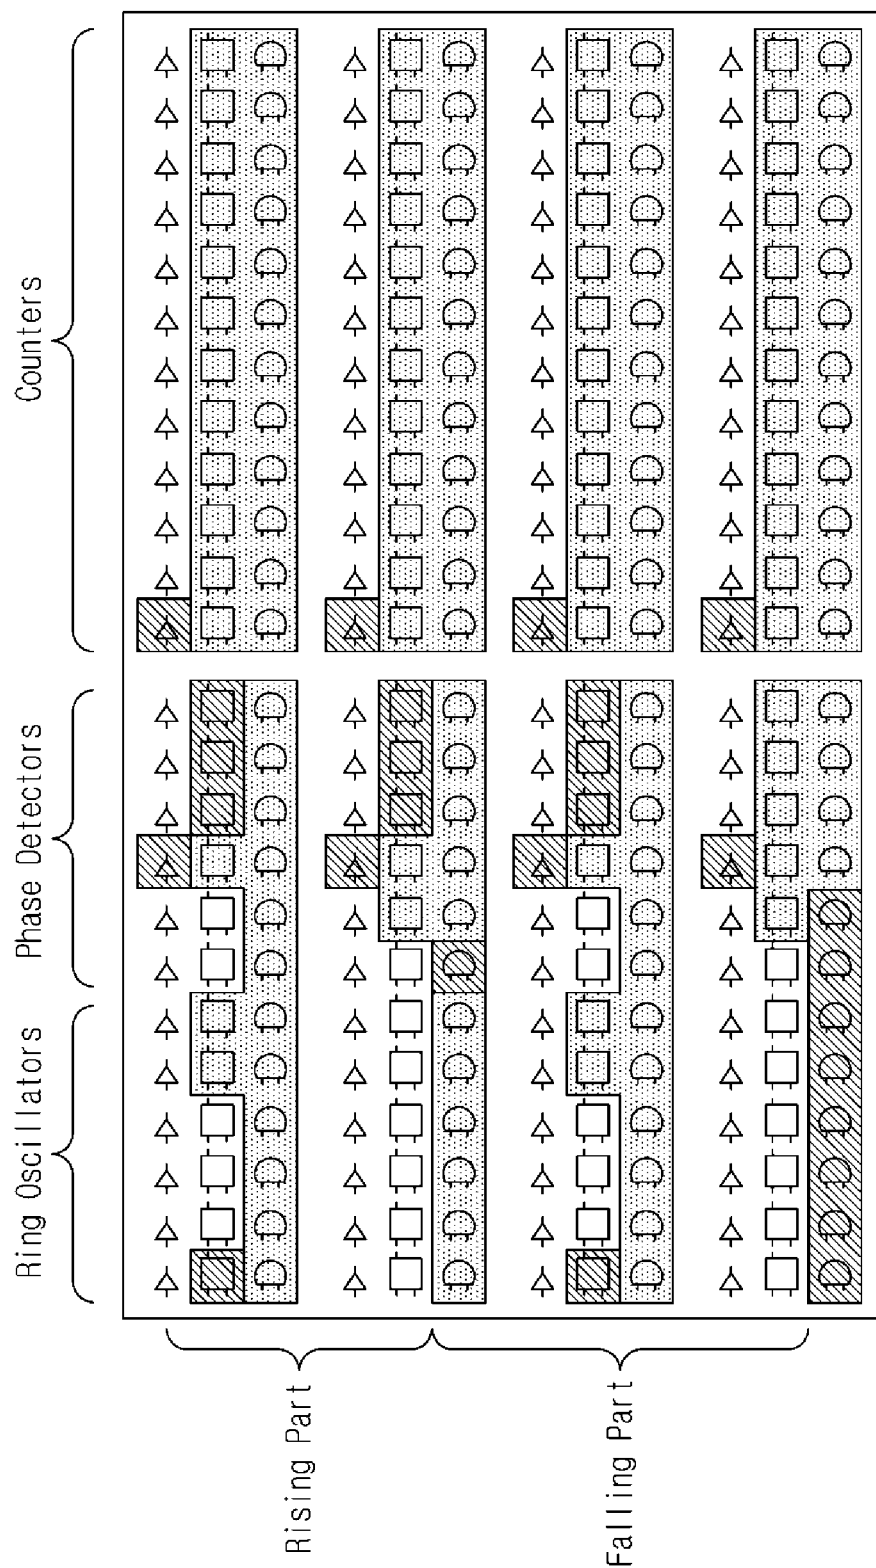 Counters
Phase Detectors
Ring Oscillators
Rising Part
Falling Part